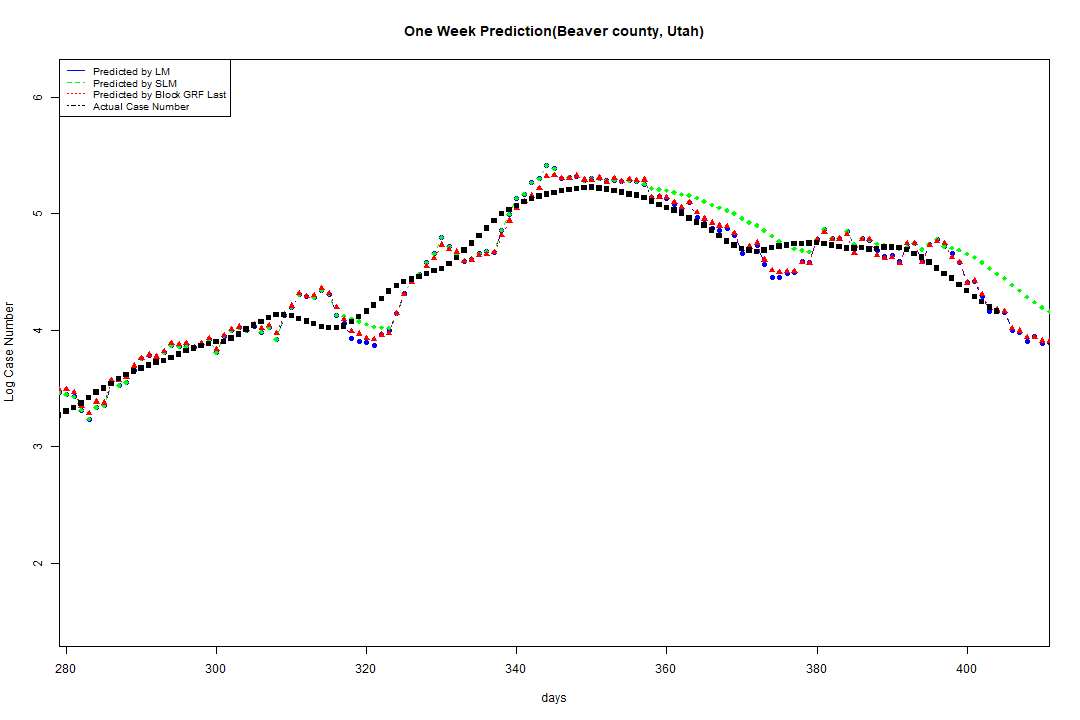 One Week Prediction(Beaver county, Utah)
Predicted by LM
Predicted by SLM
Predicted by Block GRF Last
Actual Case Number
6
5
4
3
2
Log Case Number
280 300 320 340 360 380 400
days